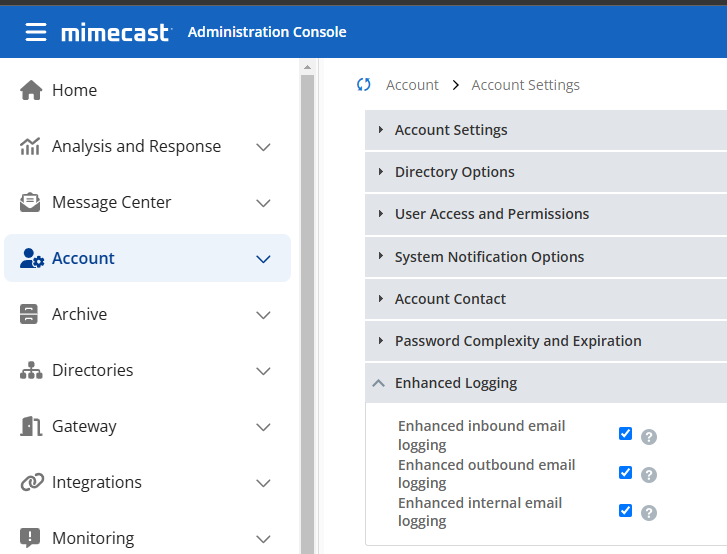 mimecast Administration Console
Home
Analysis and Response
Message Center
Account
Archive
Directories
Gateway
Integrations
Monitoring
Account > Account Settings
Account Settings
Directory Options
User Access and Permissions
System Notification Options
Account Contact
Password Complexity and Expiration
Enhanced Logging
Enhanced inbound email
logging
?
Enhanced outbound email
logging
?
Enhanced internal email
logging
?